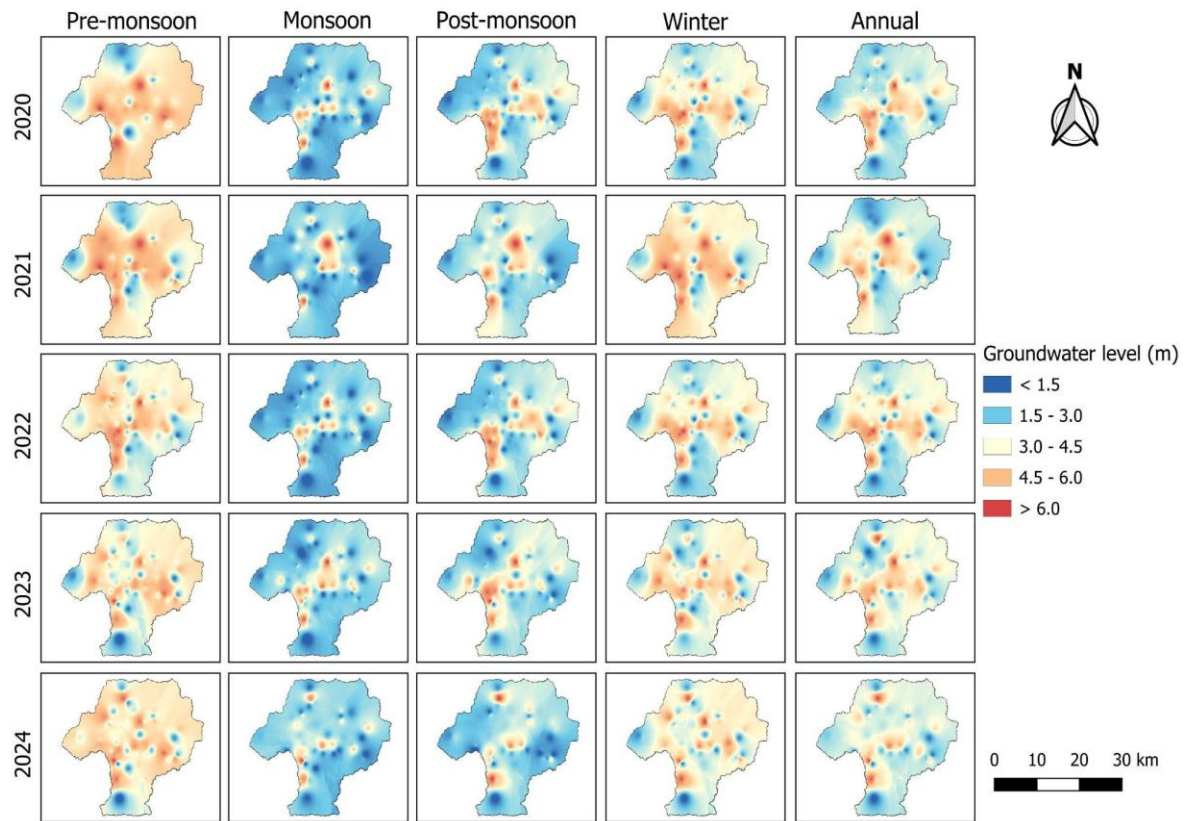 Pre-monsoon Monsoon Post-monsoon Winter Annual
N
2020
2021
2022
2023
2024
Groundwater level (m)
< 1.5
1.5 - 3.0
3.0 - 4.5
4.5 - 6.0
> 6.0
0 10 20 30 km